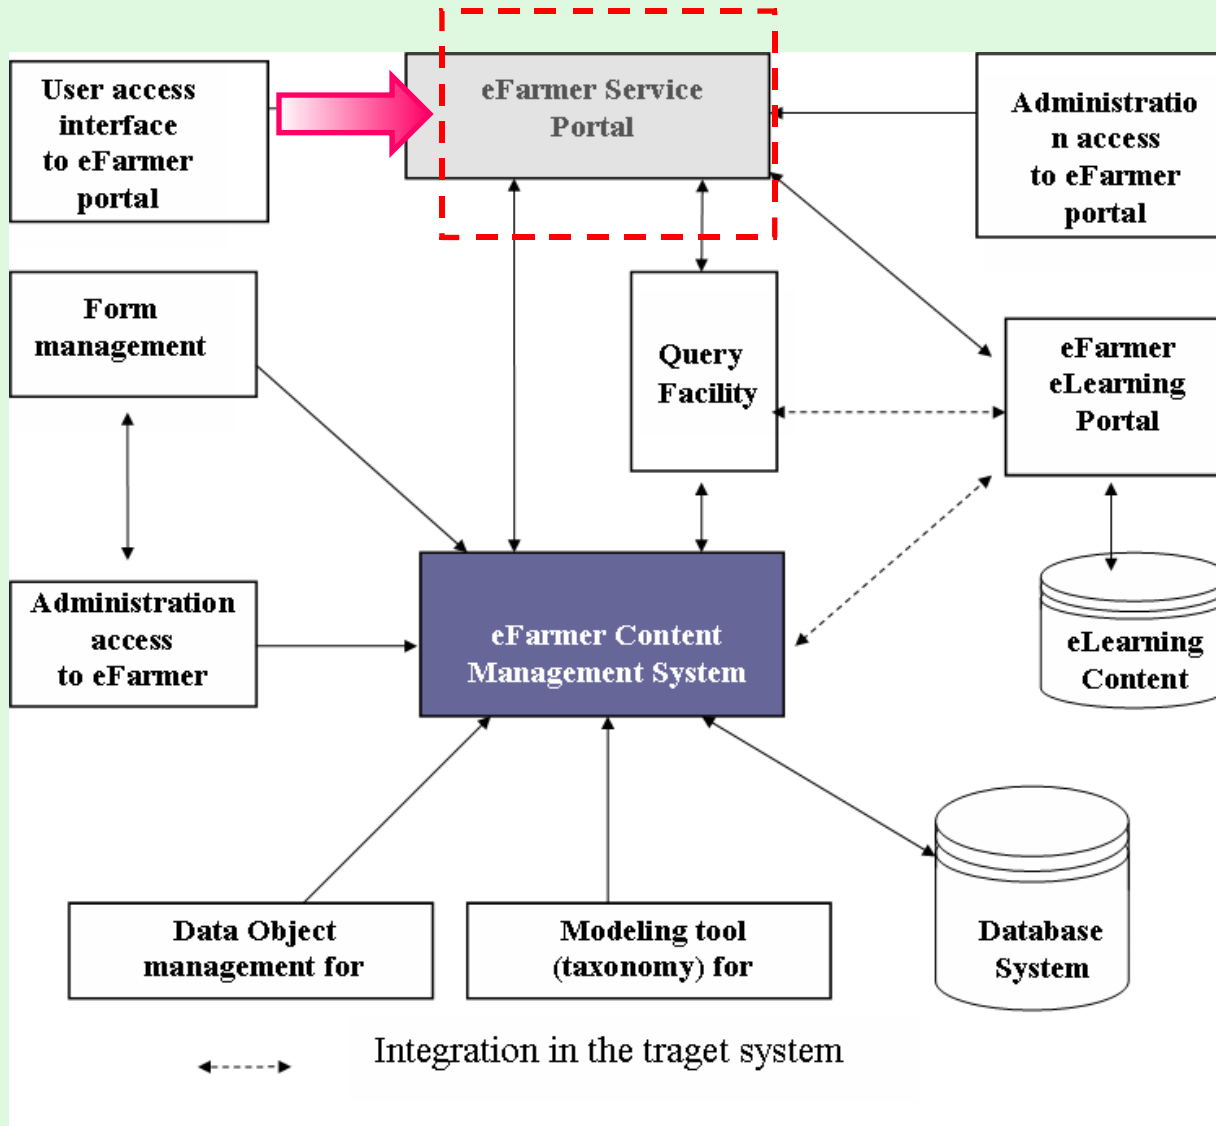 User access
interface
to eFarmer
portal
eFarmer Service
Portal
Administratio
n access
to eFarmer
portal
Form
management
Query
Facility
eFarmer
eLearning
Portal
Administration
access
to eFarmer
eFarmer Content
Management System
eLearning
Content
Data Object
management for
Modeling tool
(taxonomy) for
Database
System
Integration in the traget system